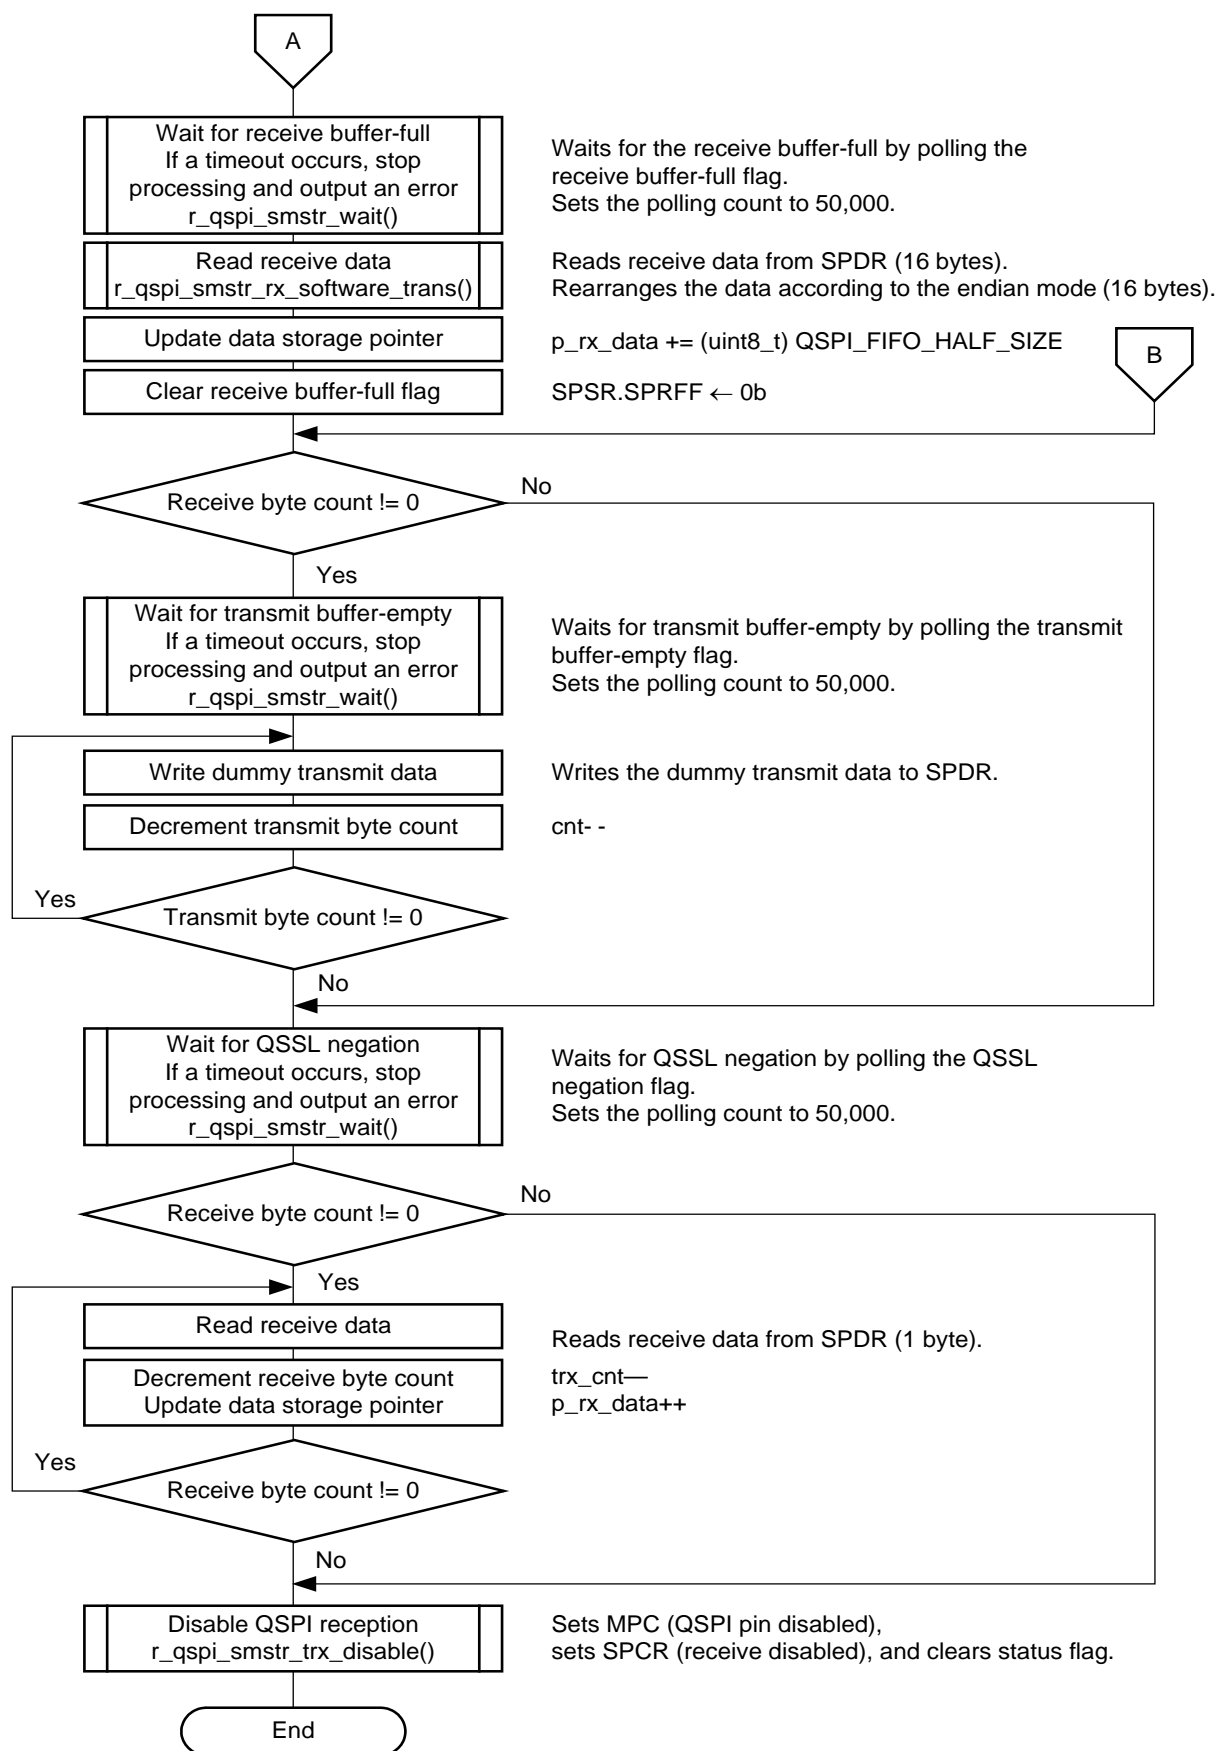 A
Wait for receive buffer-full
If a timeout occurs, stop
processing and output an error
r_qspi_smstr_wait()
Waits for the receive buffer-full by polling the
receive buffer-full flag.
Sets the polling count to 50,000.
Read receive data
r_qspi_smstr_rx_software_trans()
Reads receive data from SPDR (16 bytes).
Rearranges the data according to the endian mode (16 bytes).
Update data storage pointer
p_rx_data += (uint8_t) QSPI_FIFO_HALF_SIZE
B
Clear receive buffer-full flag
SPSR.SPRFF ← 0b
Receive byte count != 0
No
Yes
Wait for transmit buffer-empty
If a timeout occurs, stop
processing and output an error
r_qspi_smstr_wait()
Waits for transmit buffer-empty by polling the transmit
buffer-empty flag.
Sets the polling count to 50,000.
Write dummy transmit data
Writes the dummy transmit data to SPDR.
Decrement transmit byte count
cnt- -
Yes
Transmit byte count != 0
No
Wait for QSSL negation
If a timeout occurs, stop
processing and output an error
r_qspi_smstr_wait()
Waits for QSSL negation by polling the QSSL
negation flag.
Sets the polling count to 50,000.
Receive byte count != 0
No
Yes
Read receive data
Reads receive data from SPDR (1 byte).
Decrement receive byte count
Update data storage pointer
trx_cnt—
p_rx_data++
Yes
Receive byte count != 0
No
Disable QSPI reception
r_qspi_smstr_trx_disable()
Sets MPC (QSPI pin disabled),
sets SPCR (receive disabled), and clears status flag.
End